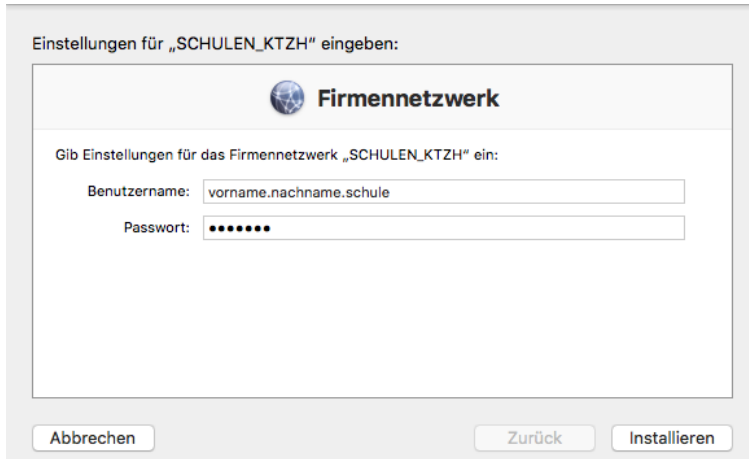 Einstellungen für „SCHULEN_KTZH“ eingeben:
Firmennetzwerk
Gib Einstellungen für das Firmennetzwerk „SCHULEN_KTZH“ ein:
Benutzername: vorname.nachname.schule
Passwort: •••••••
Abbrechen Zurück Installieren